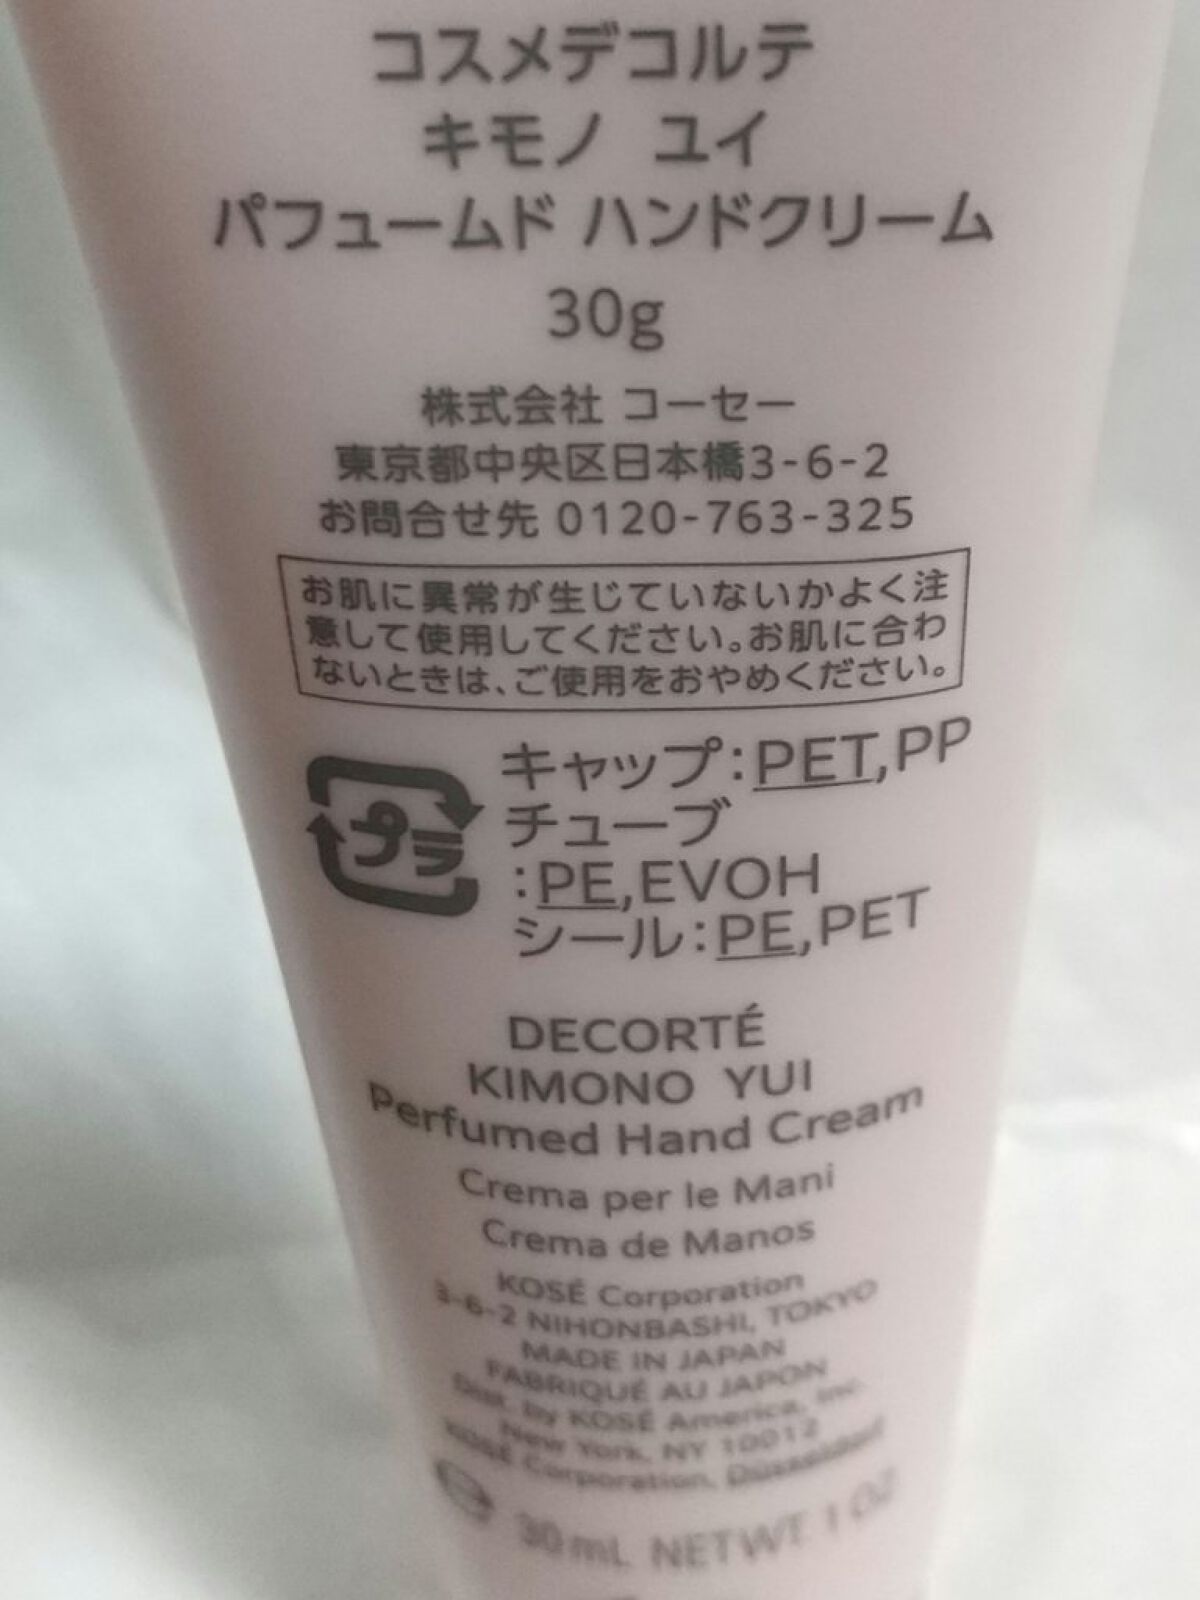 コスメデコルテ
キモノ ユイ
パフュームド ハンドクリーム
30g
株式会社 コーセー
東京都中央区日本橋3-6-2
お問合せ先 0120-763-325
お肌に異常が生じていないかよく注
意して使用してください。お肌に合わ
ないときは、ご使用をおやめください。
プラ
キャップ:PET,PP
チューブ
:PE,EVOH
シール:PE,PET
DECORTÉ
KIMONO YUI
Perfumed Hand Cream
Crema per le Mani
Crema de Manos
KOSÉ Corporation
3-6-2 NIHONBASHI, TOKYO
MADE IN JAPAN
FABRIQUÉ AU JAPON
Dist. by KOSÉ America, Inc.
New York, NY 10012
KOSÉ Corporation, Düsseldorf
30mL NETWT 1 OZ